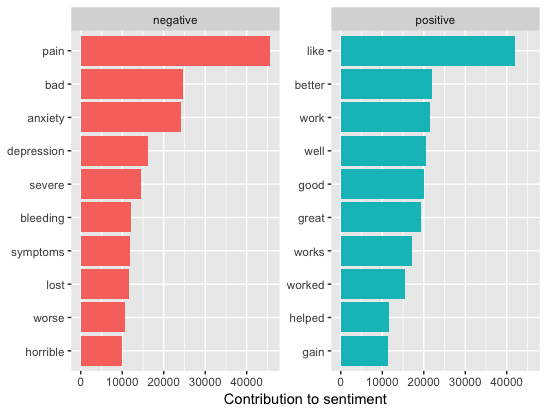 negative
positive
pain
bad
anxiety
depression
severe
bleeding
symptoms
lost
worse
horrible
0 10000 20000 30000 40000
like
better
work
well
good
great
works
worked
helped
gain
0 10000 20000 30000 40000
Contribution to sentiment